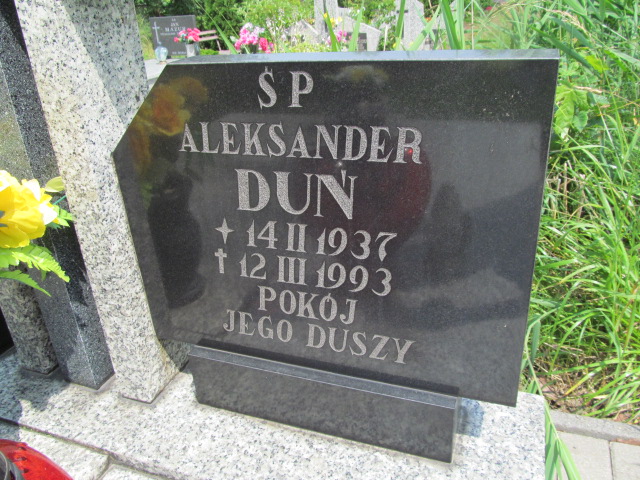 ŚP
ALEKSANDER
DUŃ
✦ 14 II 1937
† 12 III 1993
POKÓJ
JEGO DUSZY